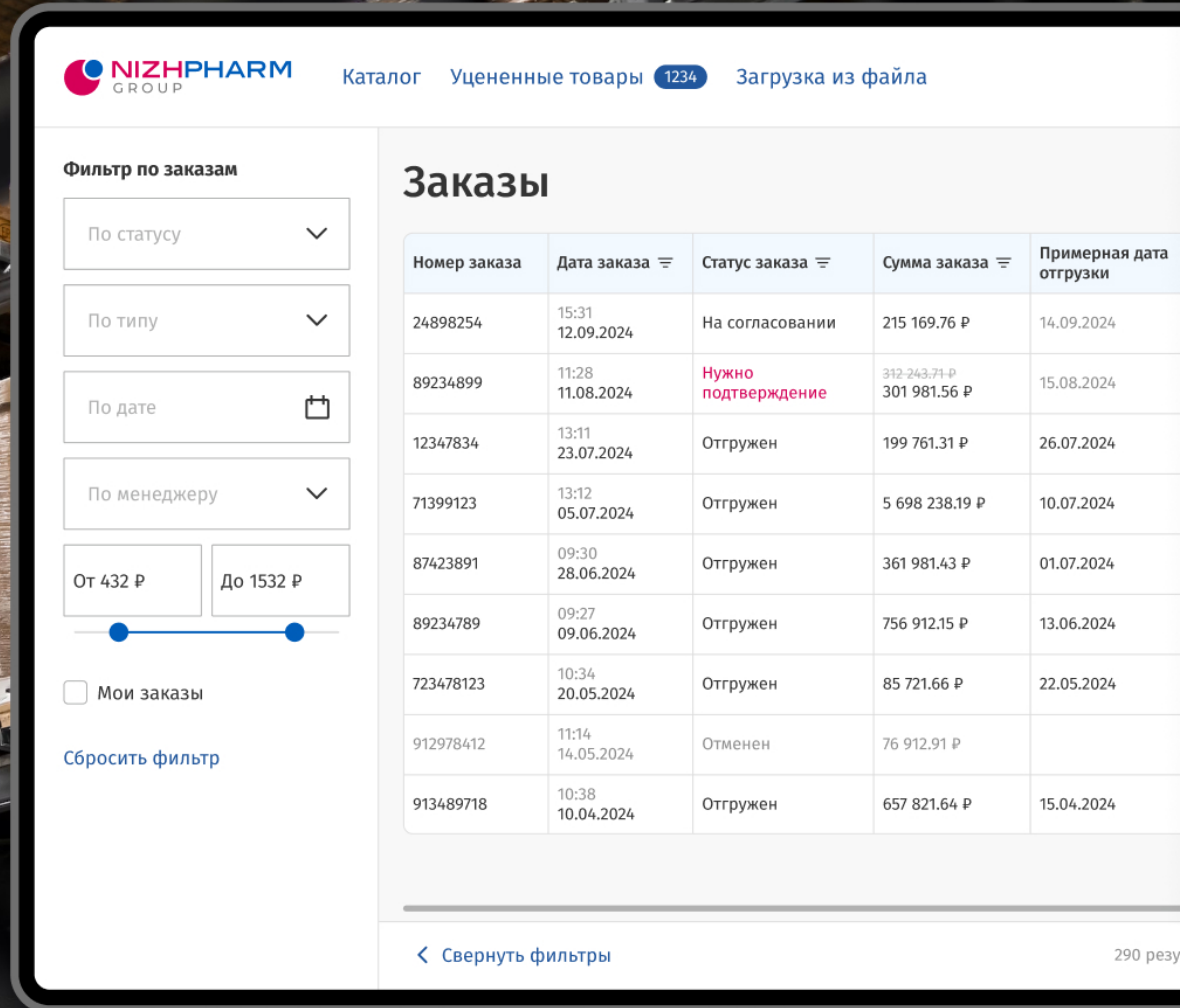 NIZHPHARM
GROUP
Каталог Уцененные товары 1234 Загрузка из файла
Фильтр по заказам
По статусу
По типу
По дате
По менеджеру
От 432 ₽ До 1532 ₽
Мои заказы
Сбросить фильтр
Заказы
Номер заказа Дата заказа Статус заказа Сумма заказа Примерная дата
отгрузки
24898254 15:31
12.09.2024 На согласовании 215 169.76 ₽ 14.09.2024
89234899 11:28
11.08.2024 Нужно
подтверждение 312 243.71 ₽
301 981.56 ₽ 15.08.2024
12347834 13:11
23.07.2024 Отгружен 199 761.31 ₽ 26.07.2024
71399123 13:12
05.07.2024 Отгружен 5 698 238.19 ₽ 10.07.2024
87423891 09:30
28.06.2024 Отгружен 361 981.43 ₽ 01.07.2024
89234789 09:27
09.06.2024 Отгружен 756 912.15 ₽ 13.06.2024
723478123 10:34
20.05.2024 Отгружен 85 721.66 ₽ 22.05.2024
912978412 11:14
14.05.2024 Отменен 76 912.91 ₽
913489718 10:38
10.04.2024 Отгружен 657 821.64 ₽ 15.04.2024
Свернуть фильтры
290 резу